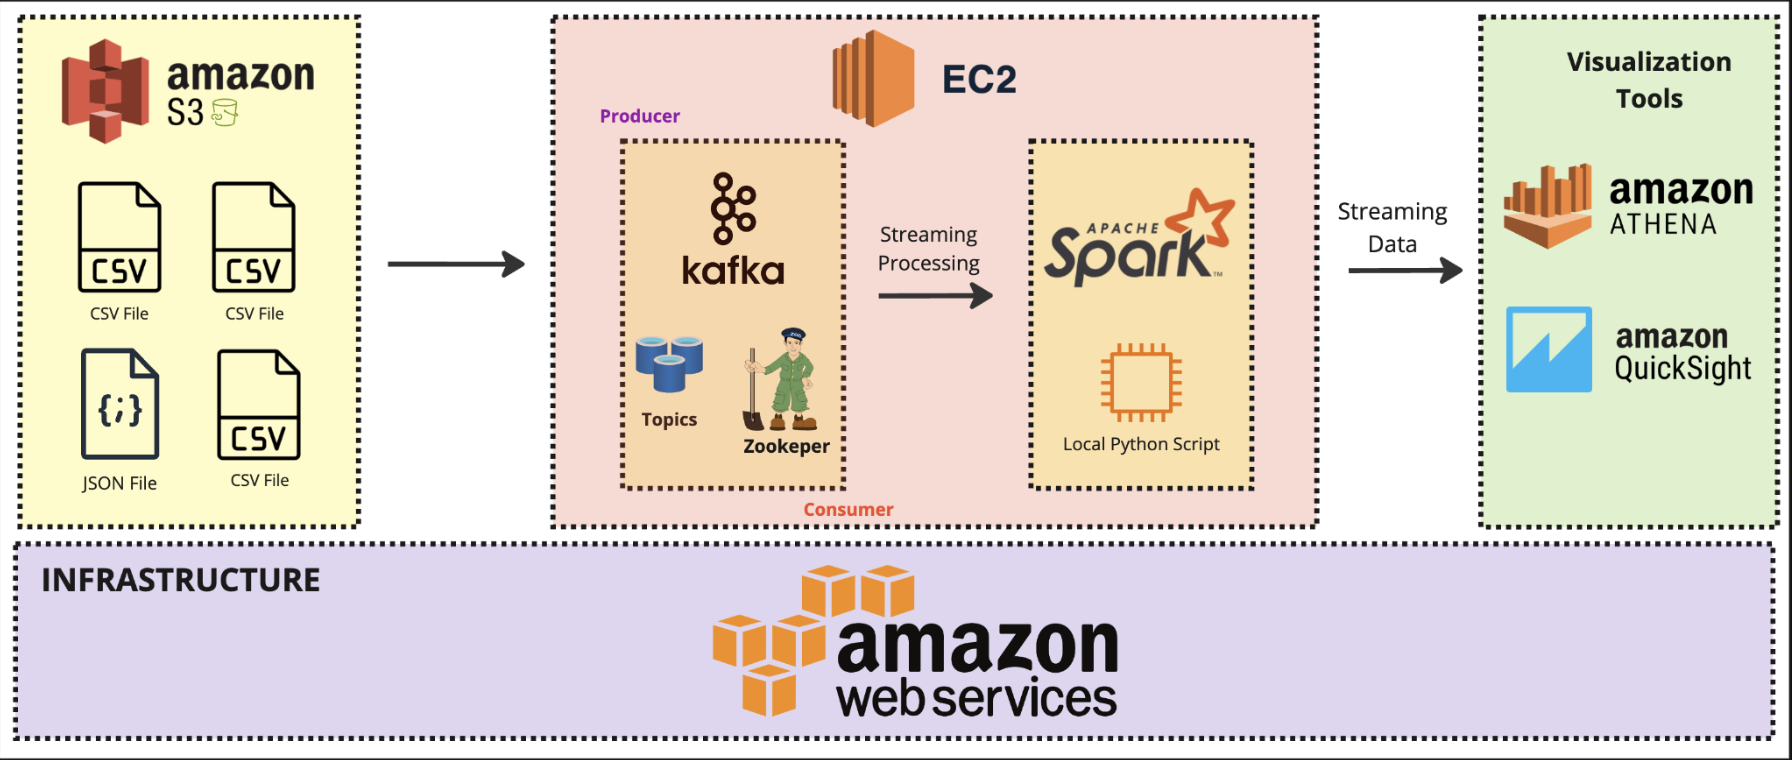 amazon
S3
CSV
CSV File
CSV
CSV File
{;}
JSON File
CSV
CSV File
EC2
Producer
kafka
Topics
Zookeper
Consumer
Streaming
Processing
APACHE
Spark™
Local Python Script
Streaming
Data
Visualization
Tools
amazon
ATHENA
amazon
QuickSight
INFRASTRUCTURE
amazon
web services